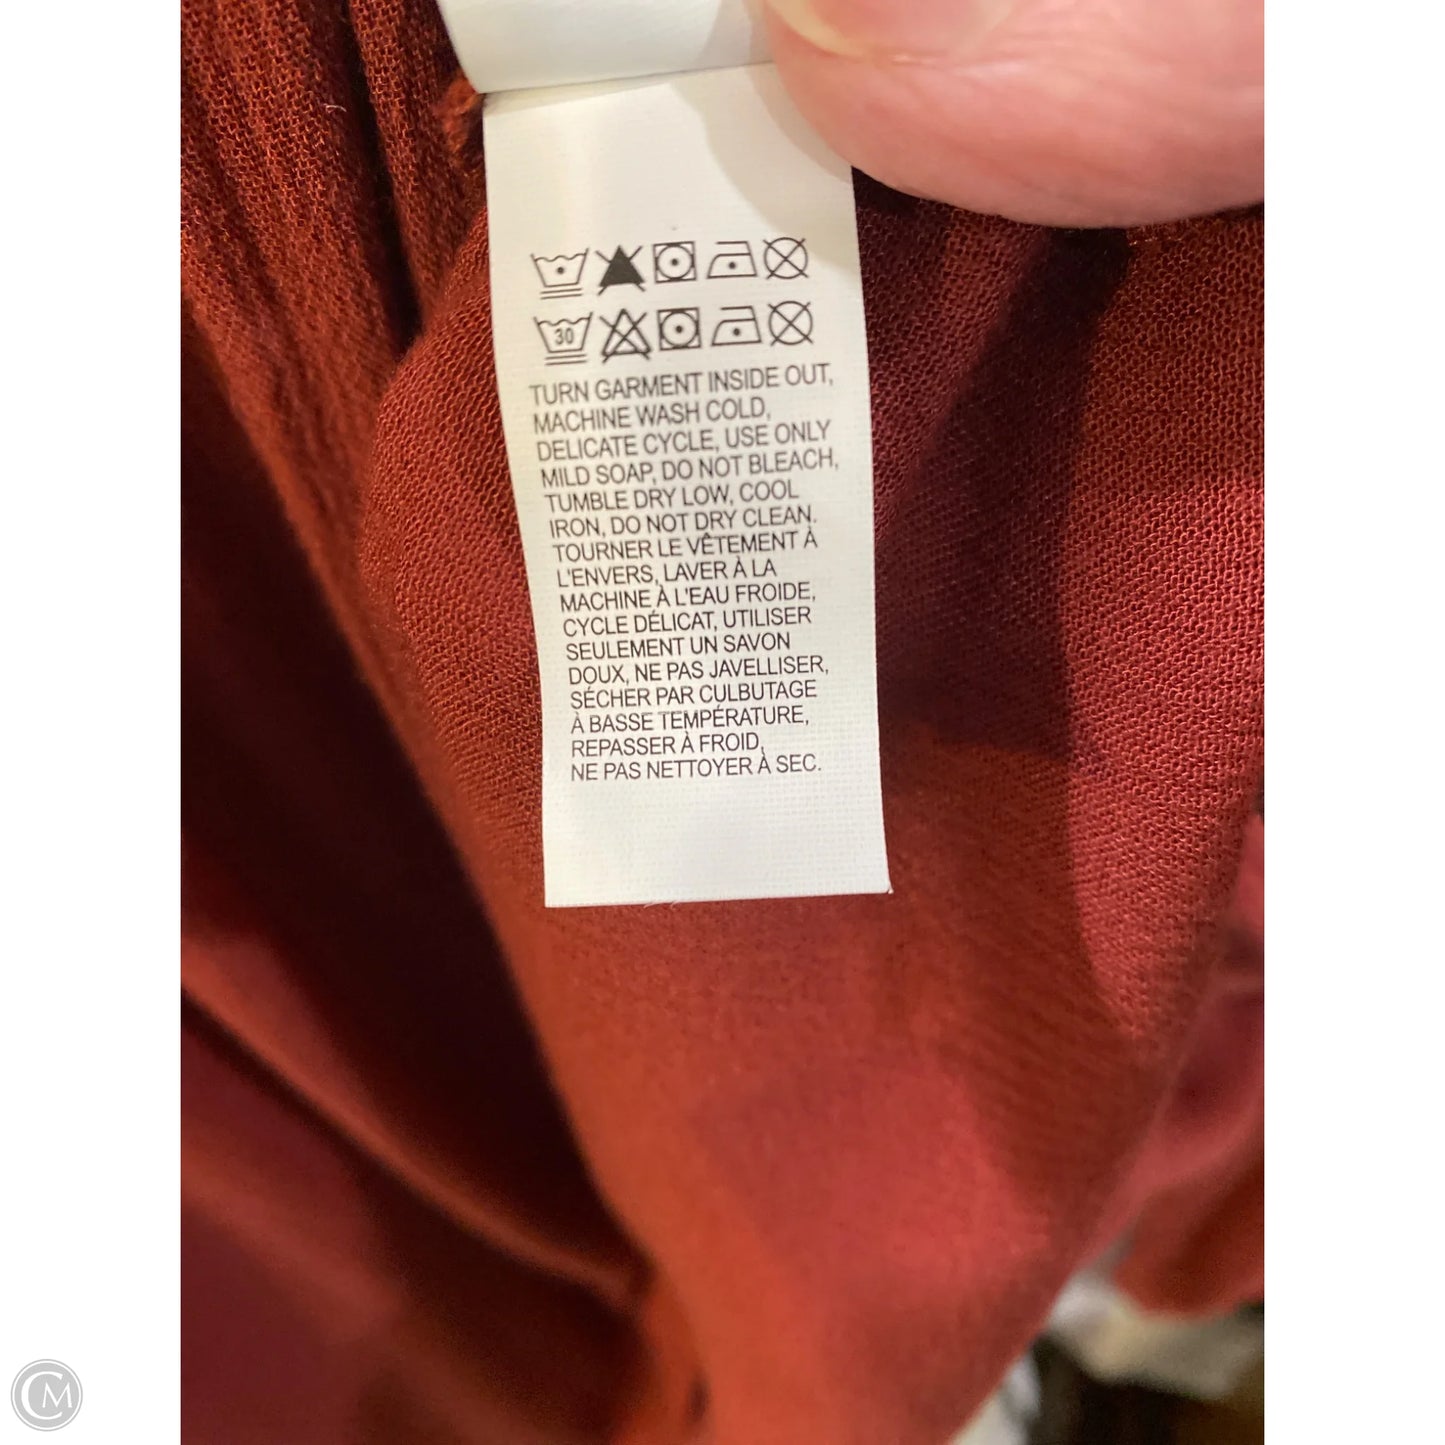 30
TURN GARMENT INSIDE OUT,
MACHINE WASH COLD,
DELICATE CYCLE, USE ONLY
MILD SOAP, DO NOT BLEACH,
TUMBLE DRY LOW, COOL
IRON, DO NOT DRY CLEAN.
TOURNER LE VÊTEMENT À
L'ENVERS, LAVER À LA
MACHINE À L'EAU FROIDE,
CYCLE DÉLICAT, UTILISER
SEULEMENT UN SAVON
DOUX, NE PAS JAVELLISER,
SÉCHER PAR CULBUTAGE
À BASSE TEMPÉRATURE,
REPASSER À FROID,
NE PAS NETTOYER À SEC.
CM